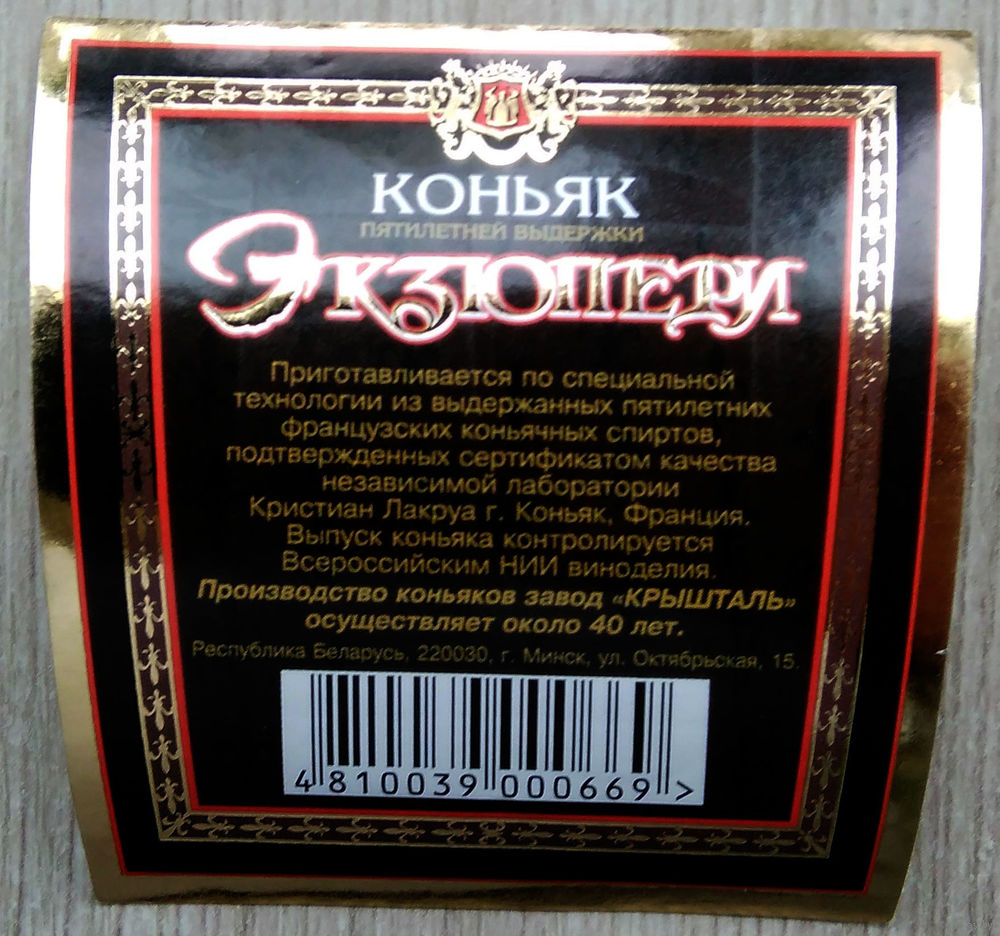 КОНЬЯК
ПЯТИЛЕТНЕЙ ВЫДЕРЖКИ
ЭКЗЮПЕРИ
Приготавливается по специальной
технологии из выдержанных пятилетних
французских коньячных спиртов,
подтвержденных сертификатом качества
независимой лаборатории
Кристиан Лакруа г. Коньяк, Франция.
Выпуск коньяка контролируется
Всероссийским НИИ виноделия.
Производство коньяков завод «КРЫШТАЛЬ»
осуществляет около 40 лет.
Республика Беларусь, 220030, г. Минск, ул. Октябрьская, 15.
4 810039 000669 >